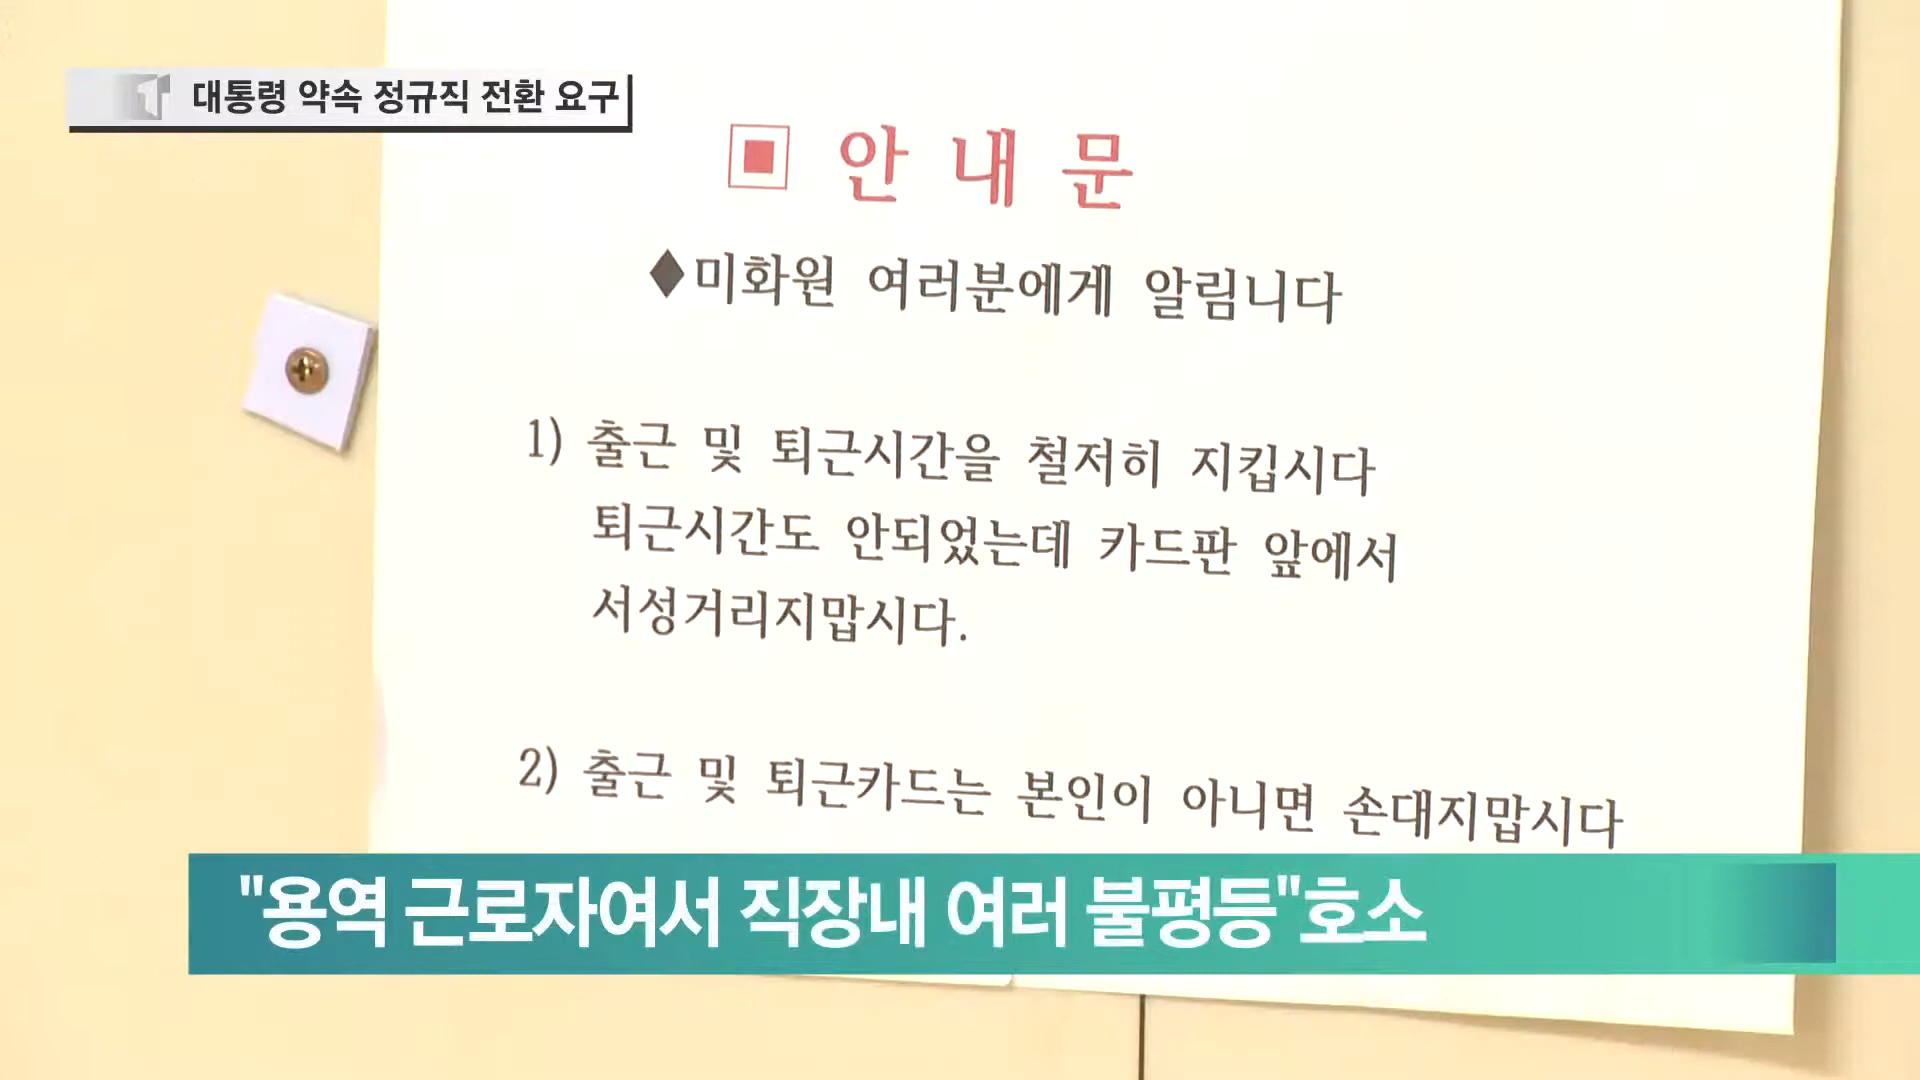 대통령 약속 정규직 전환 요구
▣ 안 내 문
◆미화원 여러분에게 알림니다
1) 출근 및 퇴근시간을 철저히 지킵시다
퇴근시간도 안되었는데 카드판 앞에서
서성거리지맙시다.
2) 출근 및 퇴근카드는 본인이 아니면 손대지맙시다
"용역 근로자여서 직장내 여러 불평등"호소